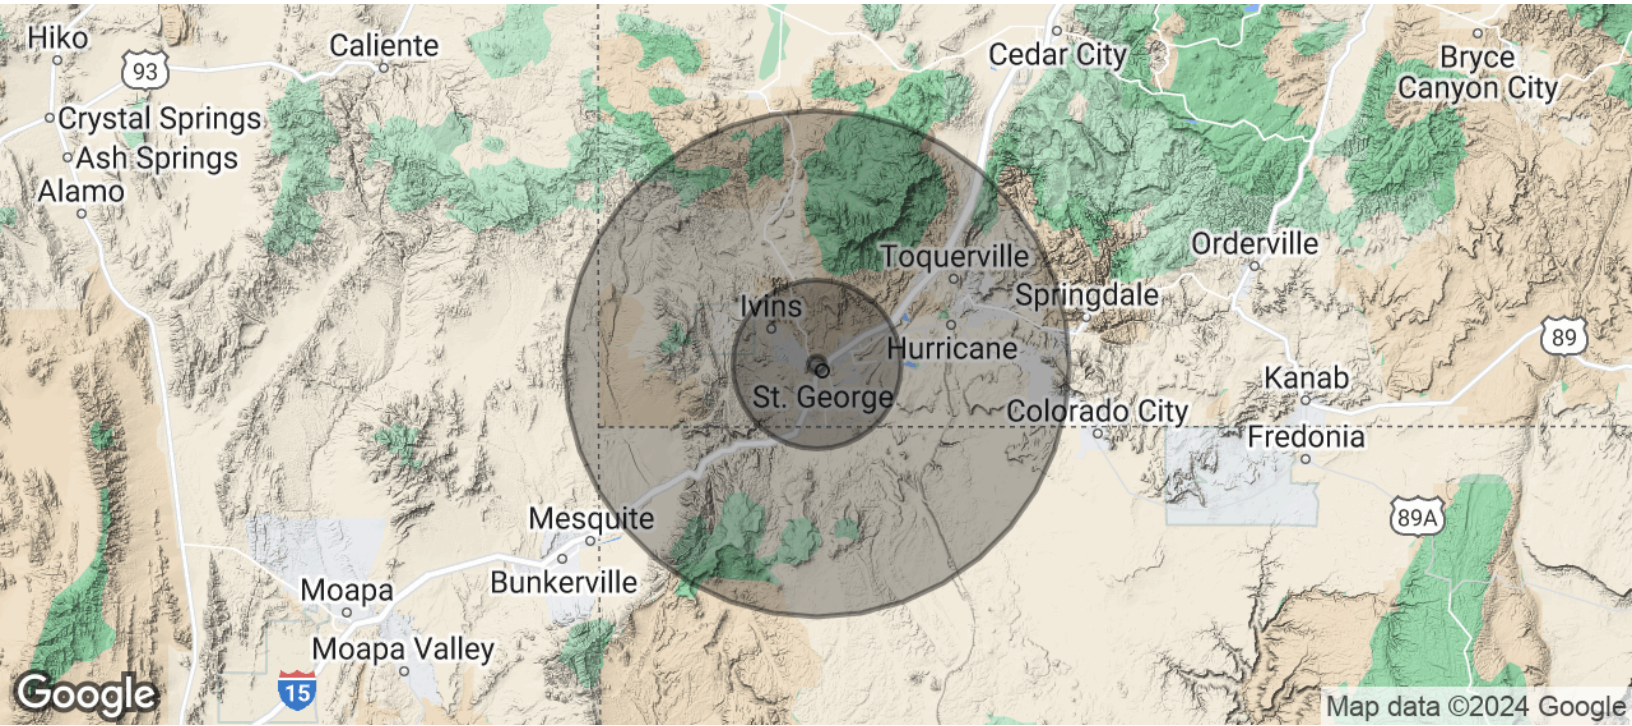 Hiko
Caliente
93
Cedar City
Bryce
Canyon City
Crystal Springs
Ash Springs
Alamo
Toquerville
Orderville
Ivins
Springdale
Hurricane
89
St. George
Kanab
Colorado City
Fredonia
Mesquite
89A
Bunkerville
Moapa
Moapa Valley
15
Google
Map data ©2024 Google